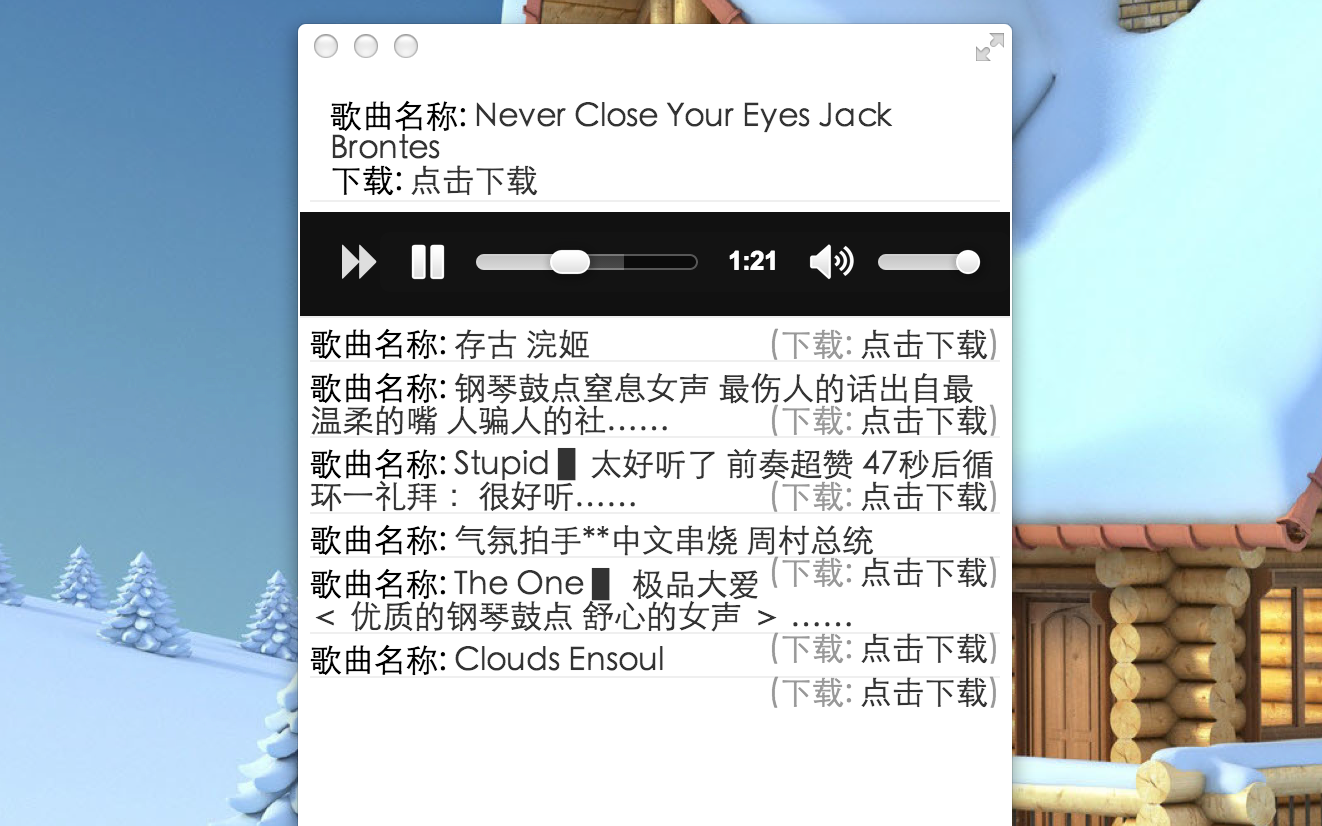 歌曲名称: Never Close Your Eyes Jack
Brontes
下载: 点击下载
1:21
歌曲名称: 存古 浣姬 (下载: 点击下载)
歌曲名称: 钢琴鼓点窒息女声 最伤人的话出自最
温柔的嘴 人骗人的社…… (下载: 点击下载)
歌曲名称: Stupid █ 太好听了 前奏超赞 47秒后循
环一礼拜 : 很好听…… (下载: 点击下载)
歌曲名称: 气氛拍手**中文串烧 周村总统
(下载: 点击下载)
歌曲名称: The One █ 极品大爱
< 优质的钢琴鼓点 舒心的女声 > ……
(下载: 点击下载)
歌曲名称: Clouds Ensoul
(下载: 点击下载)